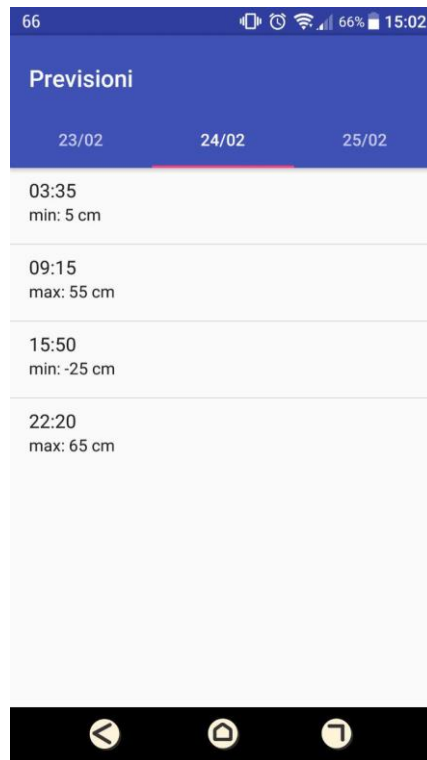 66 66% 15:02
Previsioni
23/02 24/02 25/02
03:35
min: 5 cm
09:15
max: 55 cm
15:50
min: -25 cm
22:20
max: 65 cm